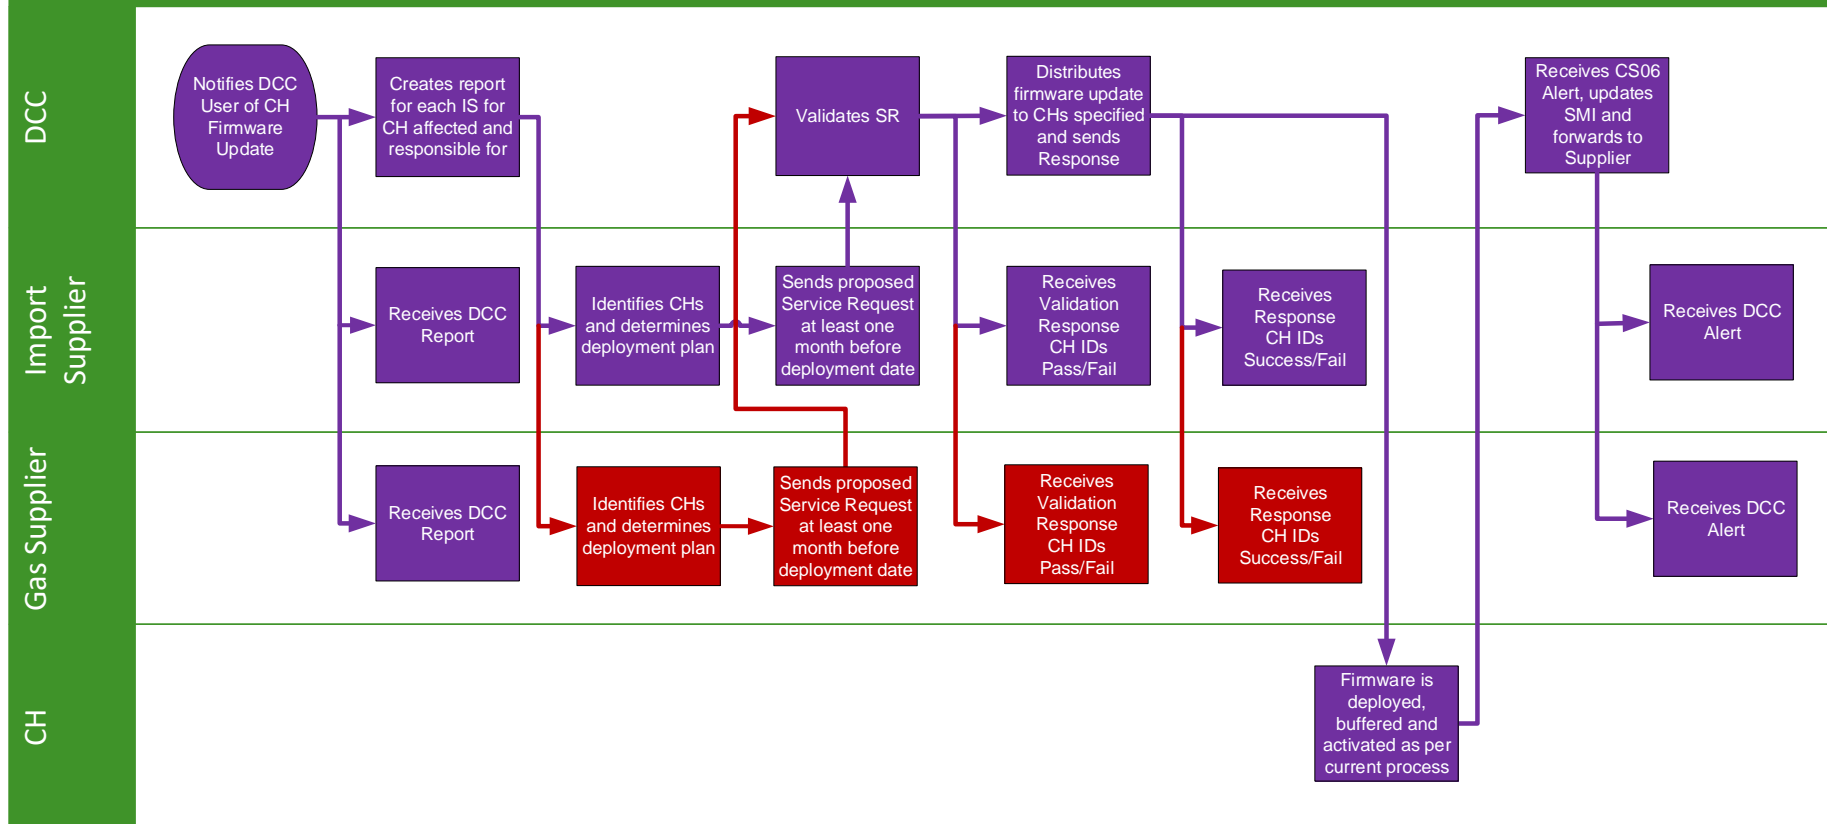 DCC
Notifies DCC
User of CH
Firmware
Update
Creates report
for each IS for
CH affected and
responsible for
Validates SR
Distributes
firmware update
to CHs specified
and sends
Response
Receives CS06
Alert, updates
SMI and
forwards to
Supplier
Import
Supplier
Receives DCC
Report
Identifies CHs
and determines
deployment plan
Sends proposed
Service Request
at least one
month before
deployment date
Receives
Validation
Response
CH IDs
Pass/Fail
Receives
Response
CH IDs
Success/Fail
Receives DCC
Alert
Gas Supplier
Receives DCC
Report
Identifies CHs
and determines
deployment plan
Sends proposed
Service Request
at least one
month before
deployment date
Receives
Validation
Response
CH IDs
Pass/Fail
Receives
Response
CH IDs
Success/Fail
Receives DCC
Alert
CH
Firmware is
deployed,
buffered and
activated as per
current process